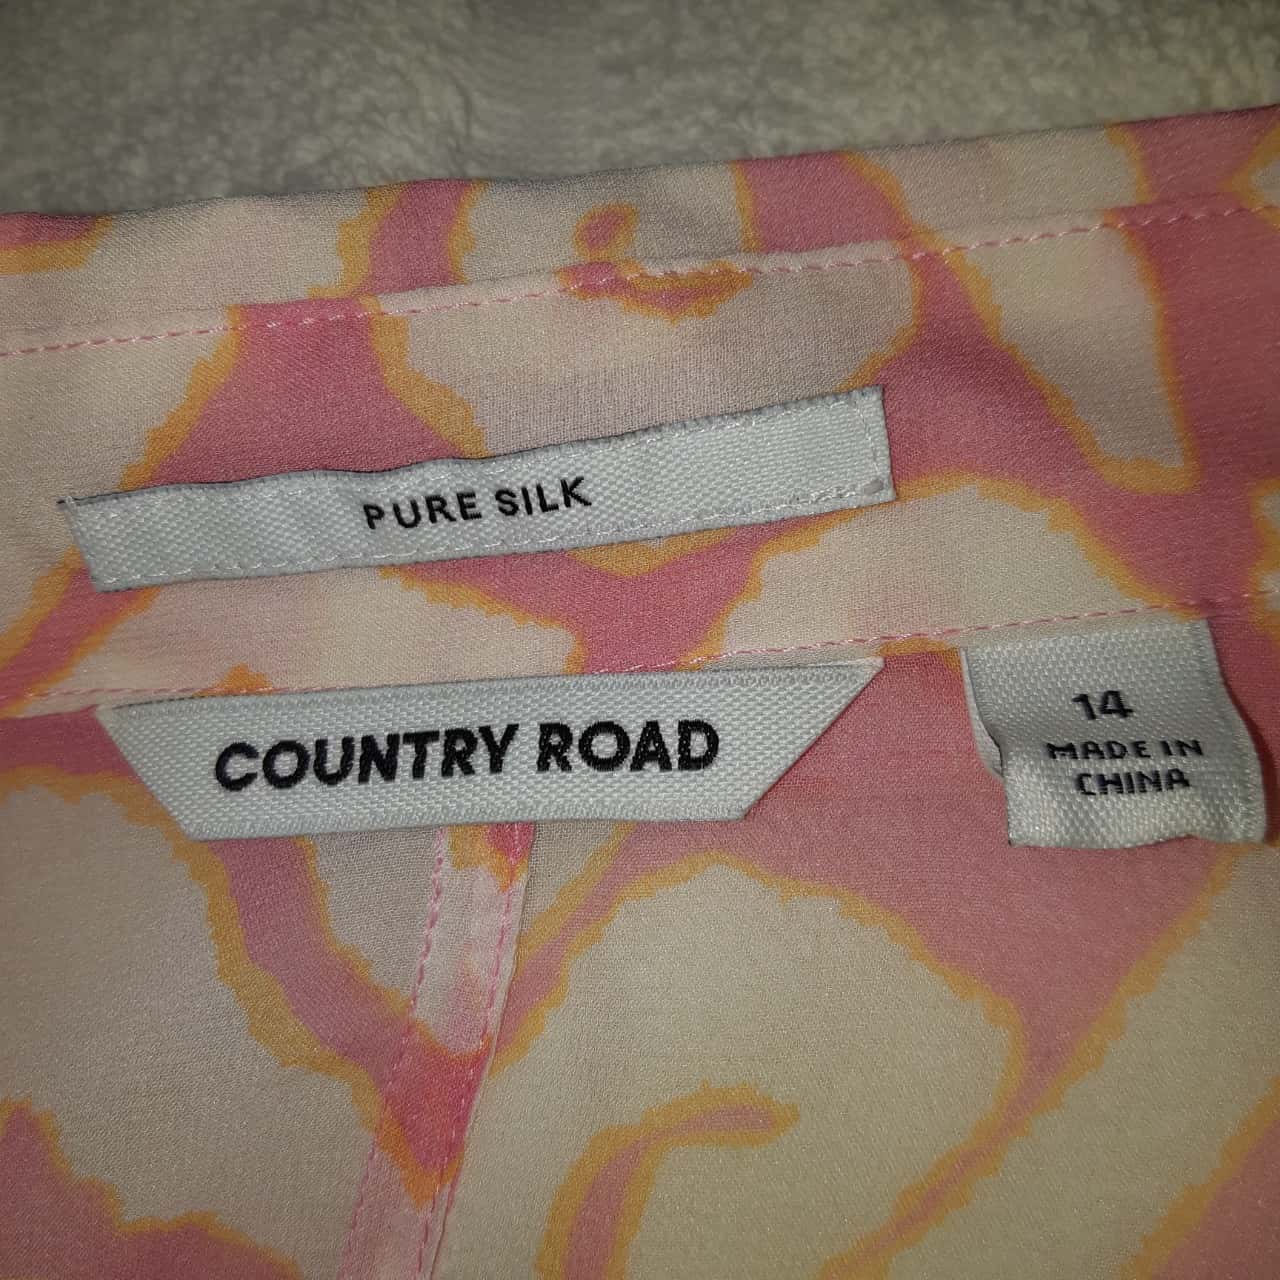 PURE SILK
COUNTRY ROAD
14
MADE IN
CHINA